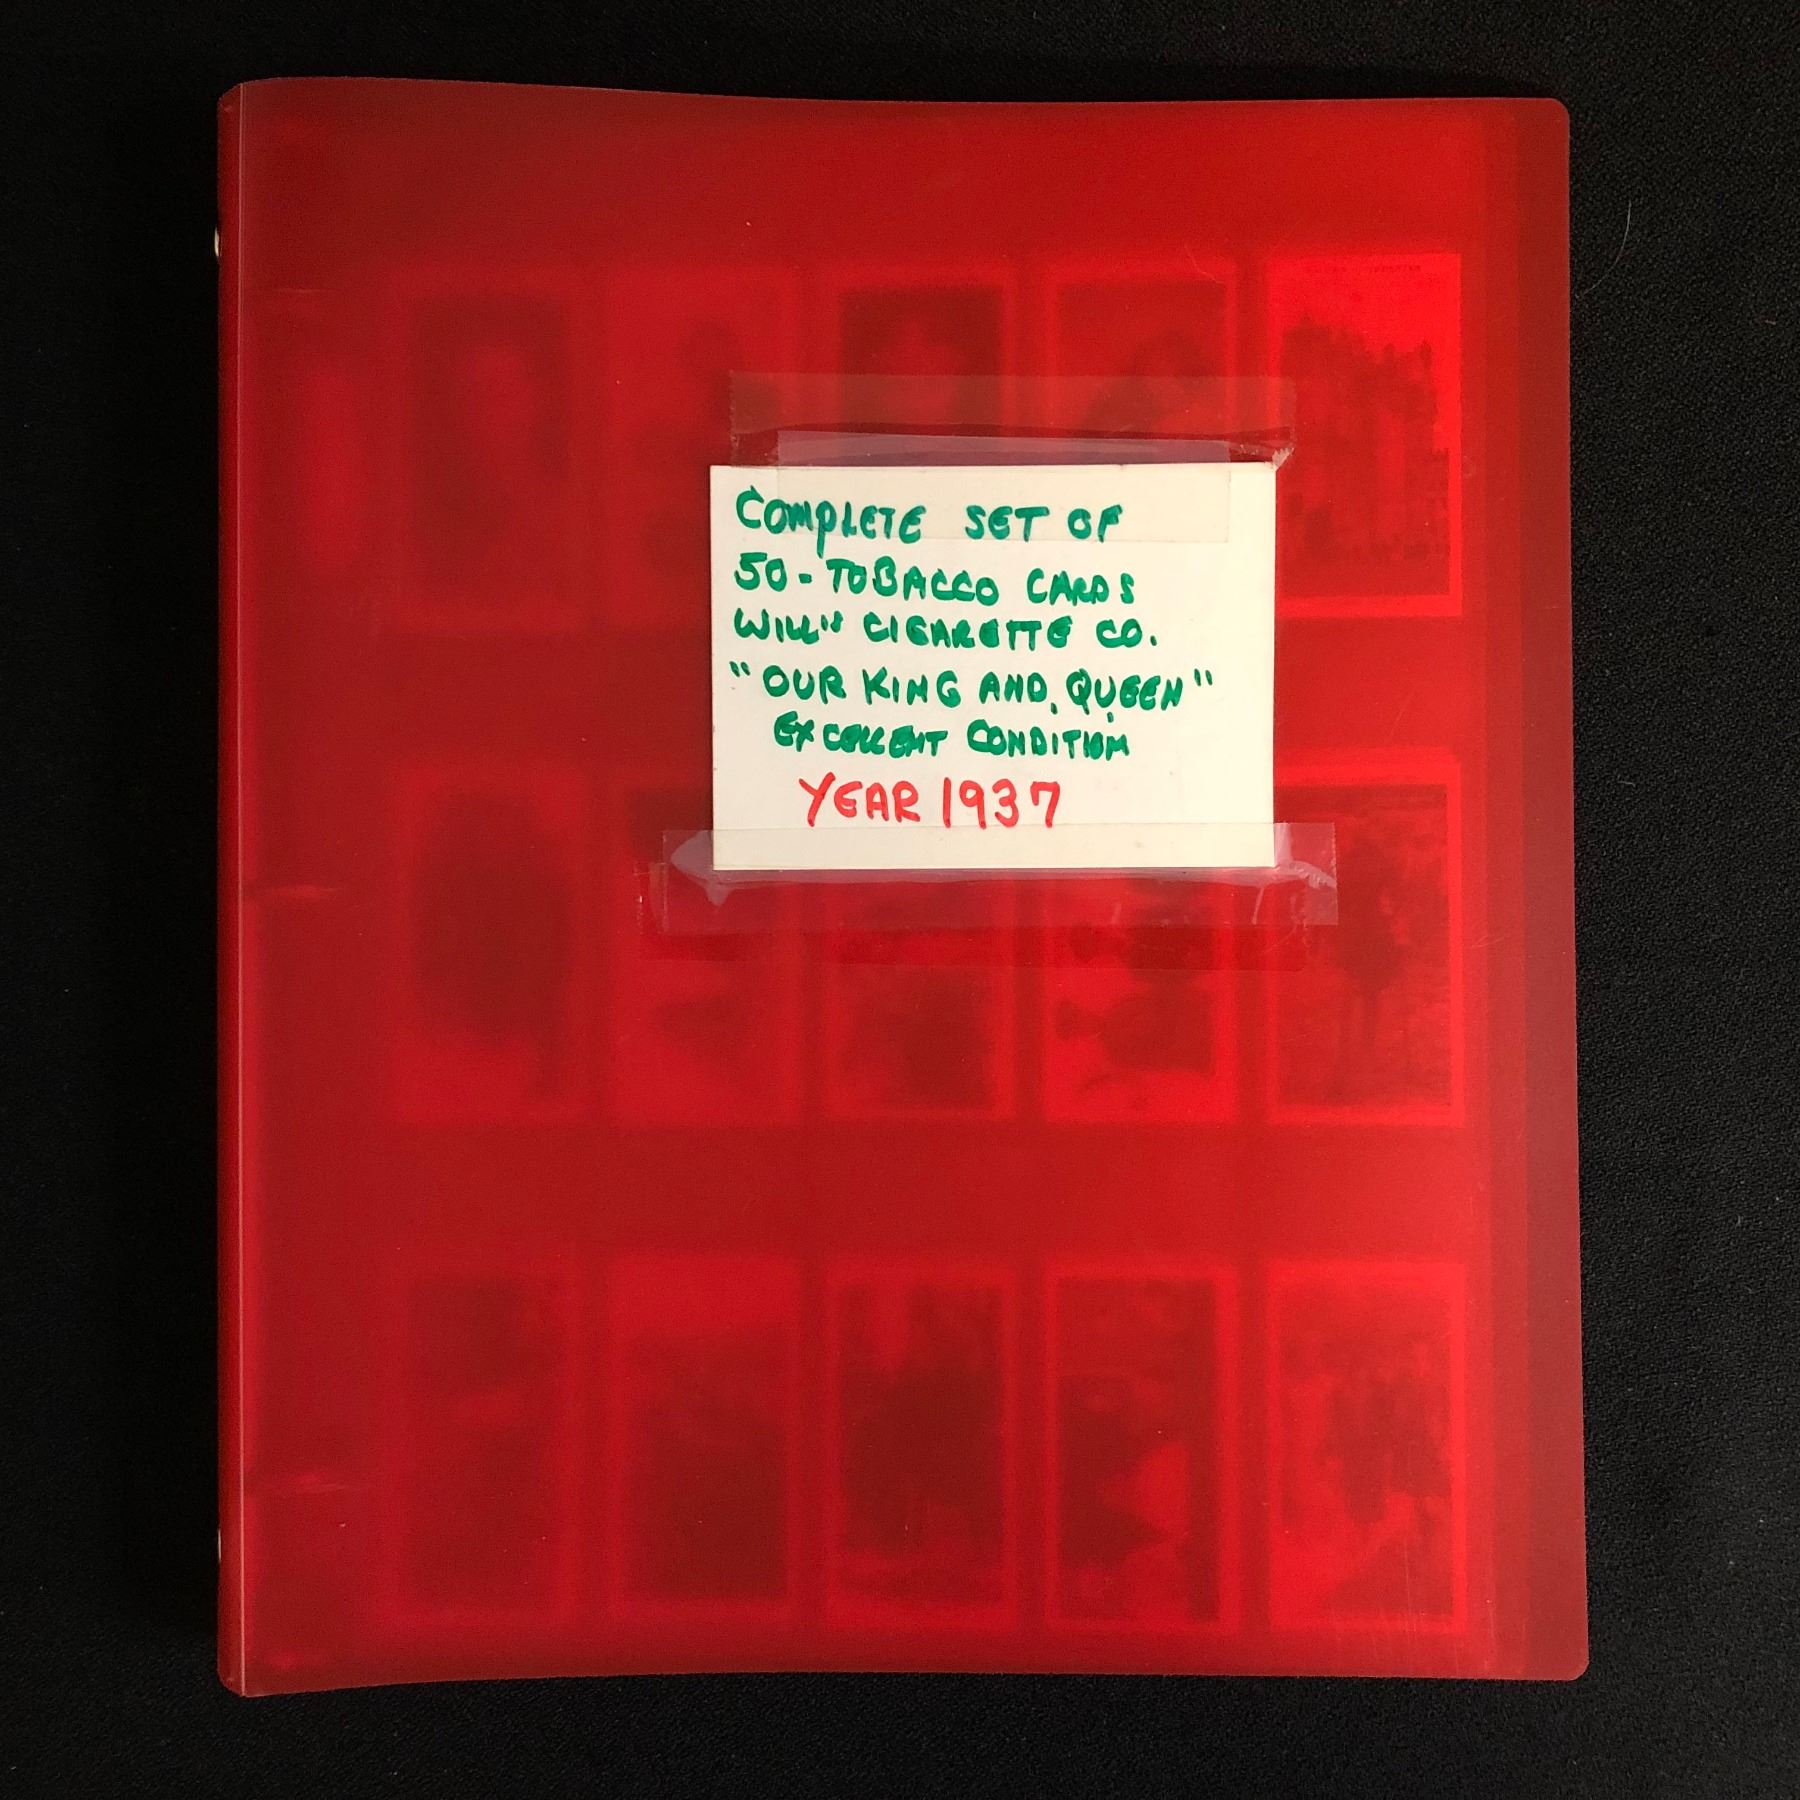 COMPLETE SET OF
50-TOBACCO CARDS
WILL'S CIGARETTE CO.
"OUR KING AND QUEEN"
EXCELLENT CONDITION
YEAR 1937